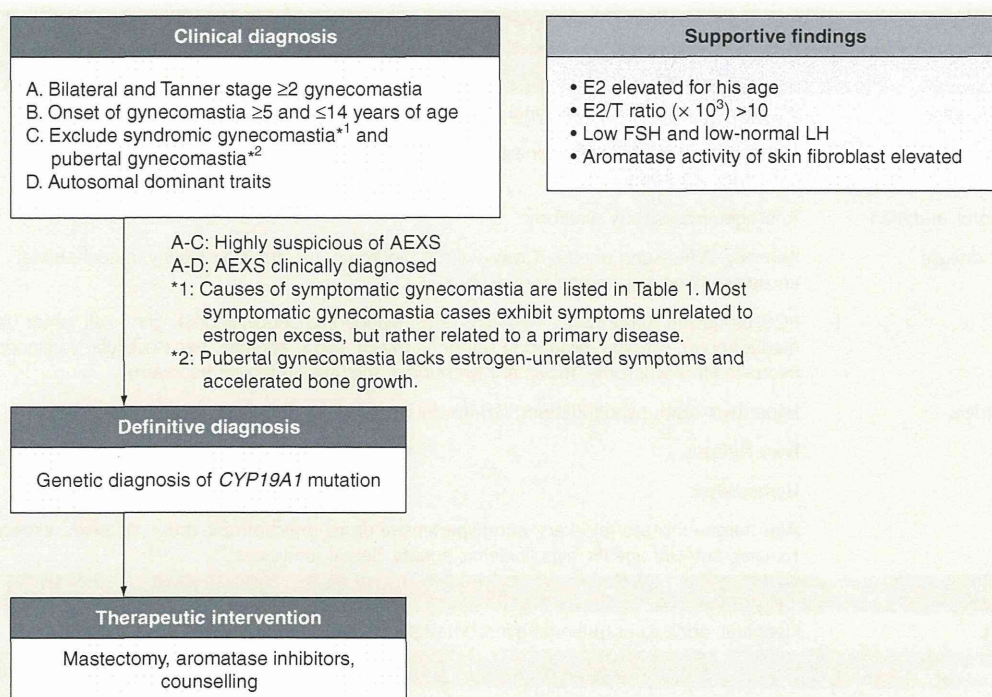 Clinical diagnosis
A. Bilateral and Tanner stage ≥2 gynecomastia
B. Onset of gynecomastia ≥5 and ≤14 years of age
C. Exclude syndromic gynecomastia*1 and
pubertal gynecomastia*2
D. Autosomal dominant traits
Supportive findings
• E2 elevated for his age
• E2/T ratio (× 10³) >10
• Low FSH and low-normal LH
• Aromatase activity of skin fibroblast elevated
A-C: Highly suspicious of AEXS
A-D: AEXS clinically diagnosed
*1: Causes of symptomatic gynecomastia are listed in Table 1. Most
symptomatic gynecomastia cases exhibit symptoms unrelated to
estrogen excess, but rather related to a primary disease.
*2: Pubertal gynecomastia lacks estrogen-unrelated symptoms and
accelerated bone growth.
Definitive diagnosis
Genetic diagnosis of CYP19A1 mutation
Therapeutic intervention
Mastectomy, aromatase inhibitors,
counselling